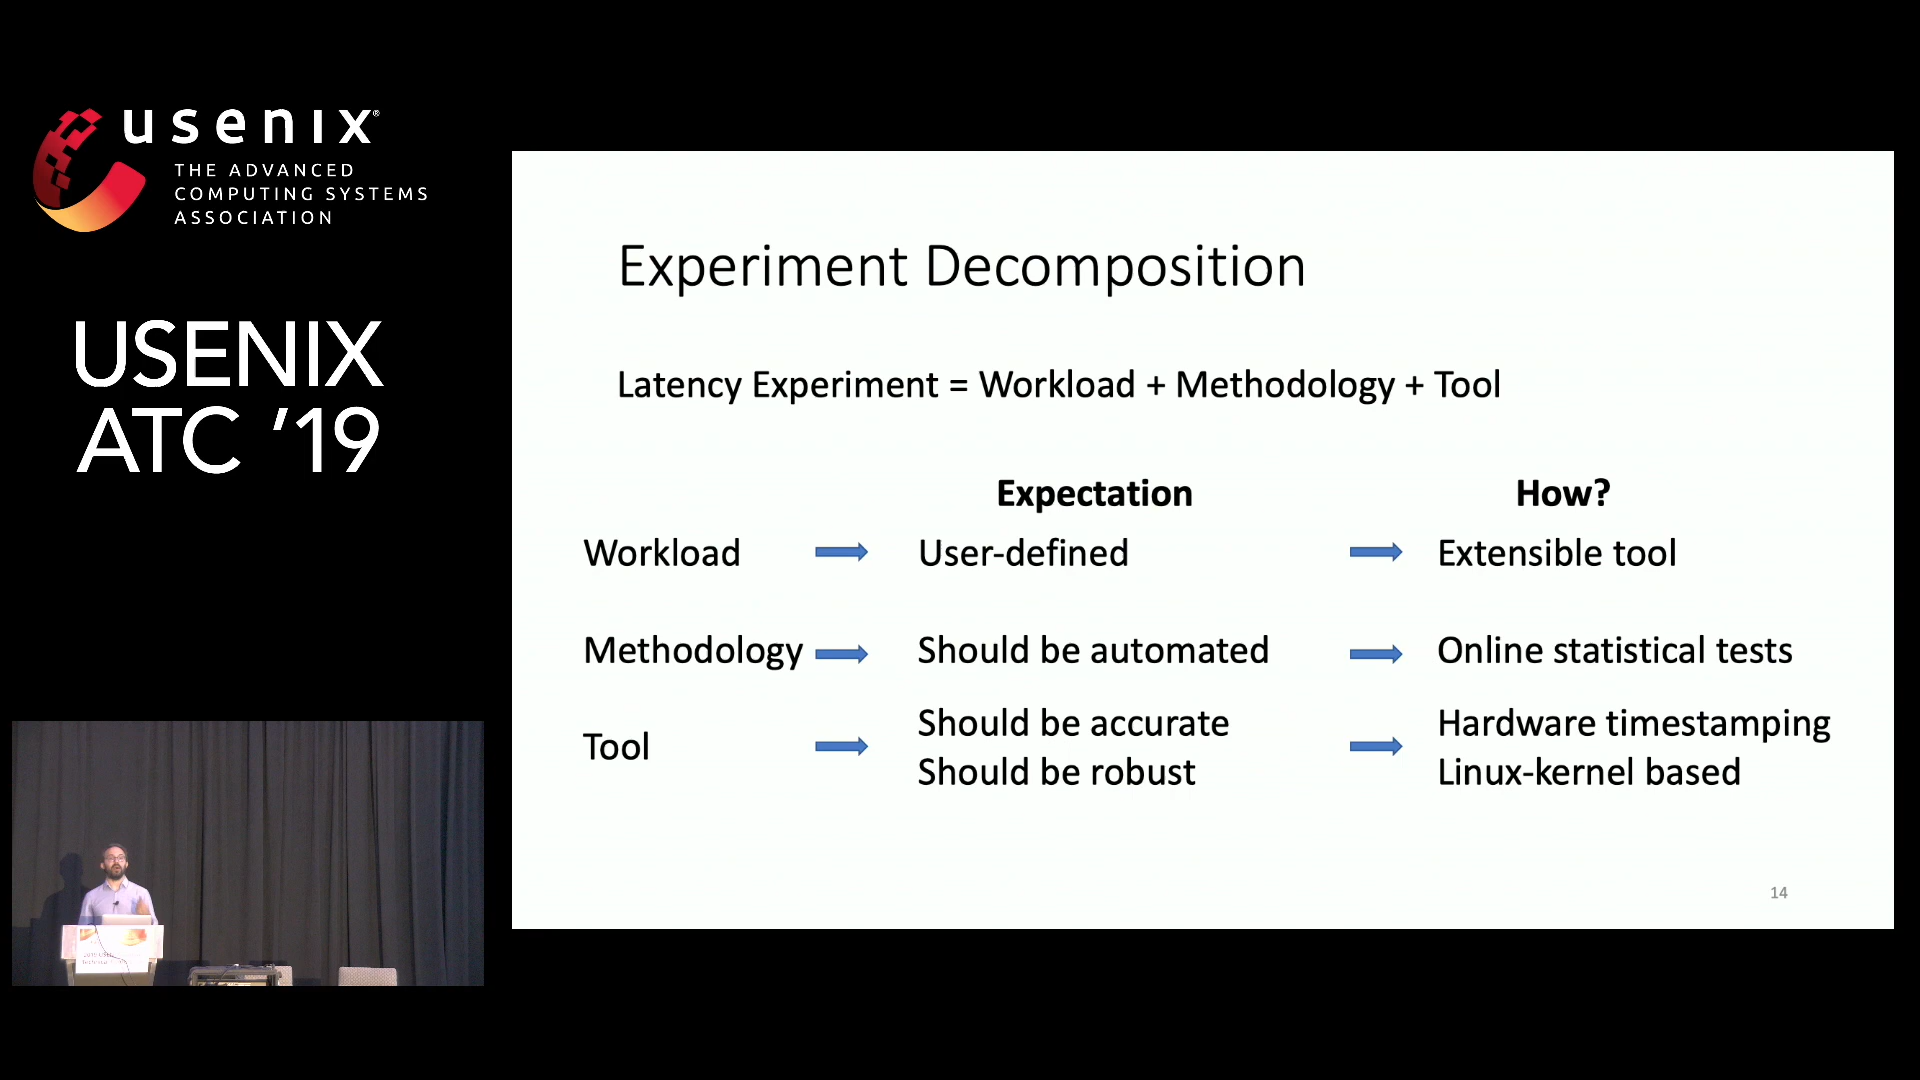 usenix®
THE ADVANCED
COMPUTING SYSTEMS
ASSOCIATION
USENIX
ATC ’19
Experiment Decomposition
Latency Experiment = Workload + Methodology + Tool
Expectation How?
Workload User-defined Extensible tool
Methodology Should be automated Online statistical tests
Tool
Should be accurate Hardware timestamping
Should be robust Linux-kernel based
14